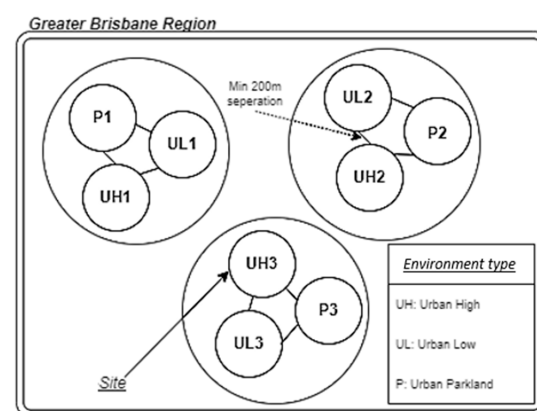 Greater Brisbane Region
P1
UL1
UH1
Min 200m
seperation
UL2
P2
UH2
UH3
P3
UL3
Site
Environment type
UH: Urban High
UL: Urban Low
P: Urban Parkland